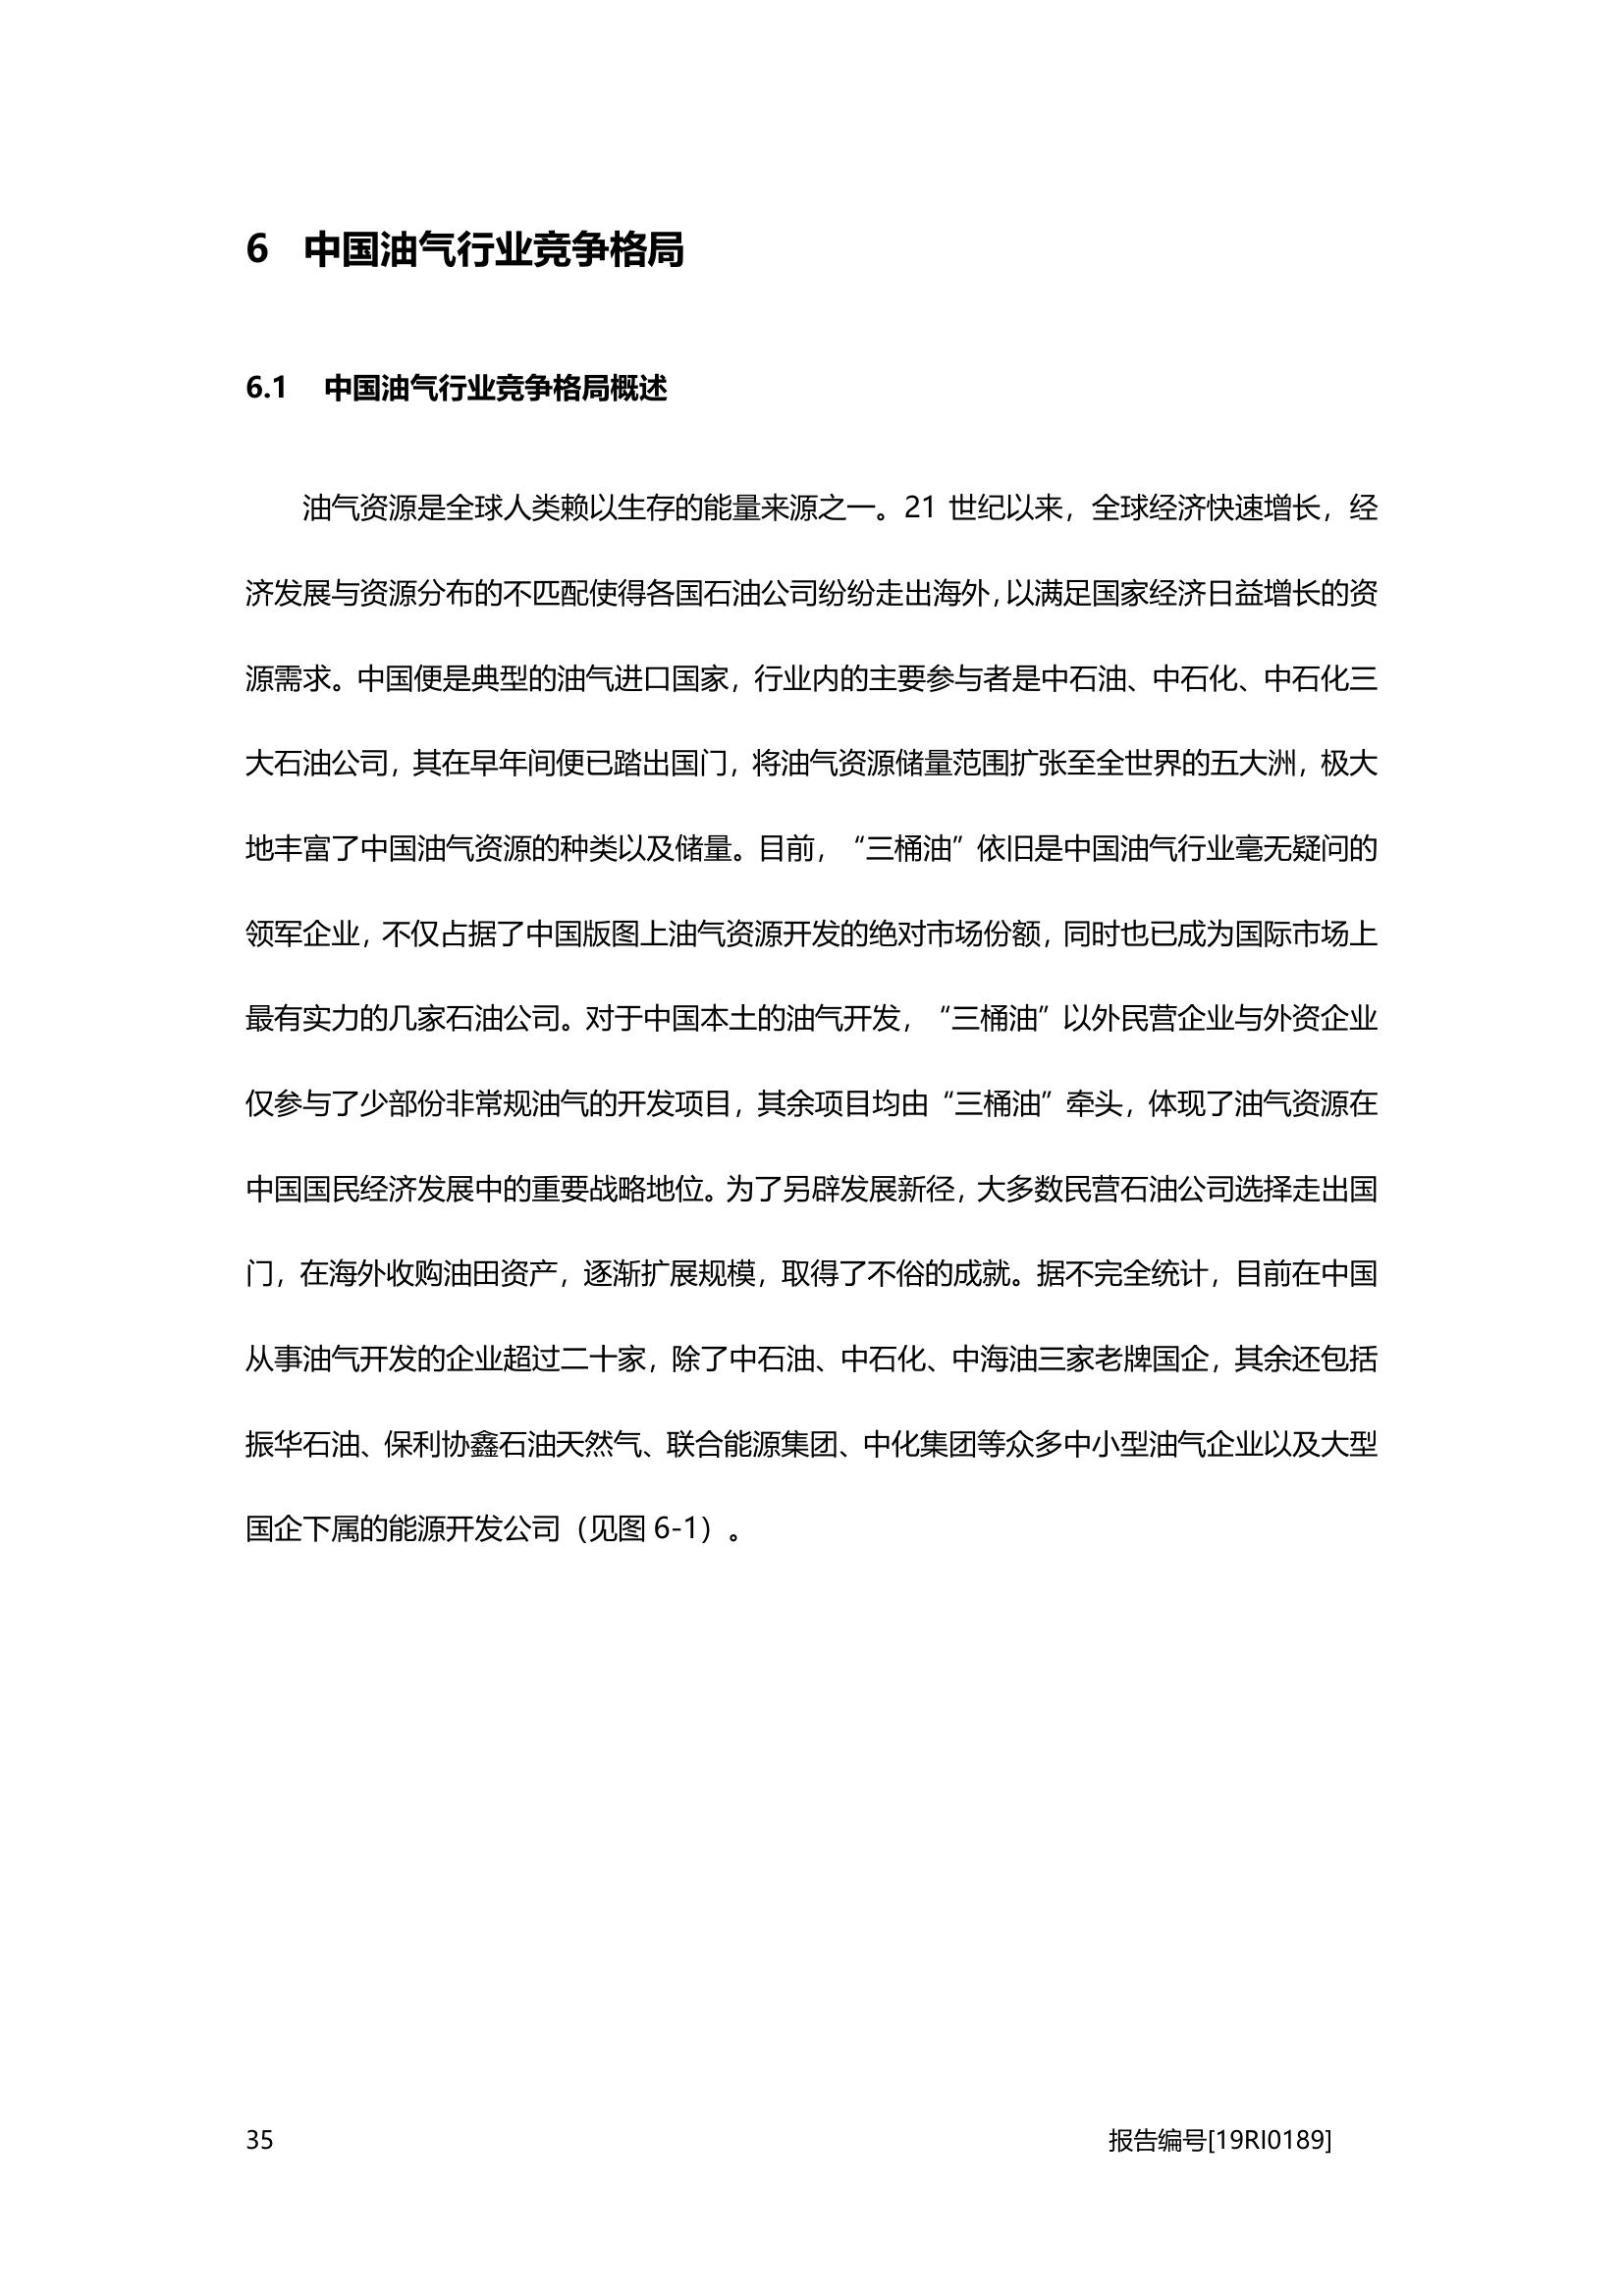 6 中国油气行业竞争格局
6.1 中国油气行业竞争格局概述
油气资源是全球人类赖以生存的能量来源之一。21 世纪以来，全球经济快速增长，经
济发展与资源分布的不匹配使得各国石油公司纷纷走出海外，以满足国家经济日益增长的资
源需求。中国便是典型的油气进口国家，行业内的主要参与者是中石油、中石化、中石化三
大石油公司，其在早年间便已踏出国门，将油气资源储量范围扩张至全世界的五大洲，极大
地丰富了中国油气资源的种类以及储量。目前，“三桶油”依旧是中国油气行业毫无疑问的
领军企业，不仅占据了中国版图上油气资源开发的绝对市场份额，同时也已成为国际市场上
最有实力的几家石油公司。对于中国本土的油气开发，“三桶油”以外民营企业与外资企业
仅参与了少部份非常规油气的开发项目，其余项目均由“三桶油”牵头，体现了油气资源在
中国国民经济发展中的重要战略地位。为了另辟发展新径，大多数民营石油公司选择走出国
门，在海外收购油田资产，逐渐扩展规模，取得了不俗的成就。据不完全统计，目前在中国
从事油气开发的企业超过二十家，除了中石油、中石化、中海油三家老牌国企，其余还包括
振华石油、保利协鑫石油天然气、联合能源集团、中化集团等众多中小型油气企业以及大型
国企下属的能源开发公司（见图 6-1）。
35 报告编号[19RI0189]